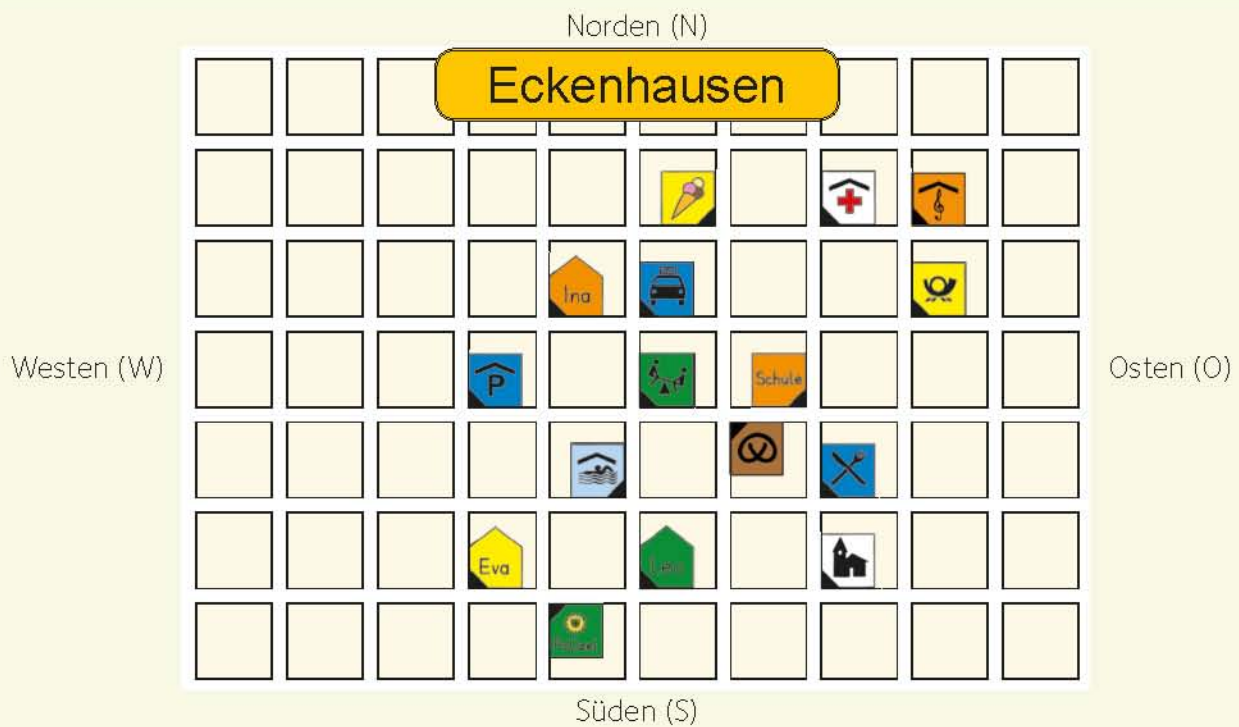 Norden (N)
Eckenhausen
Ina
Westen (W)
P
Schule
Osten (O)
Eva
Süden (S)